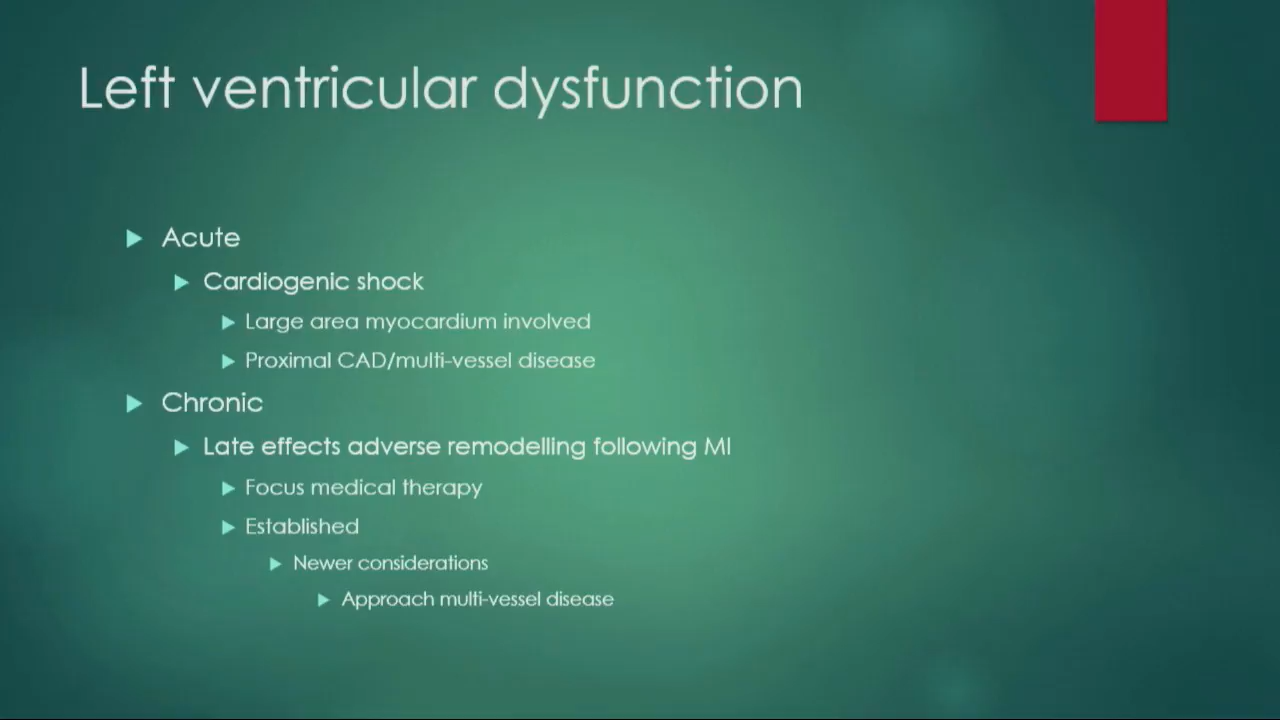 Left ventricular dysfunction
Acute
Cardiogenic shock
Large area myocardium involved
Proximal CAD/multi-vessel disease
Chronic
Late effects adverse remodelling following MI
Focus medical therapy
Established
Newer considerations
Approach multi-vessel disease